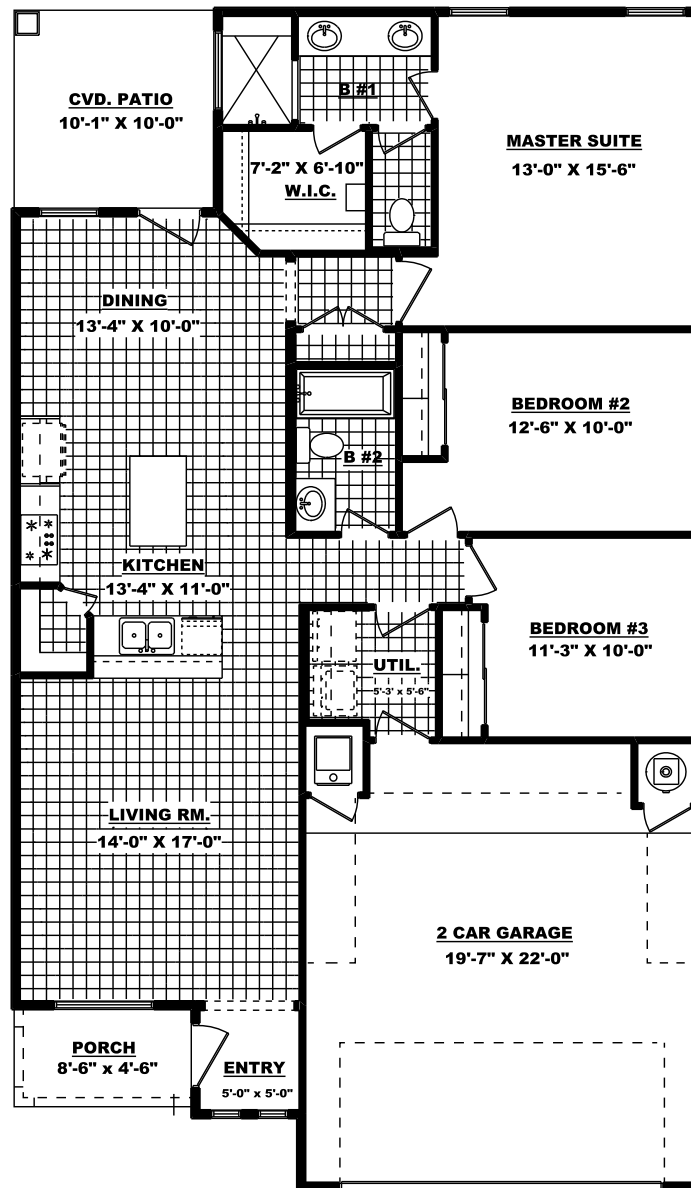 CVD. PATIO
10'-1" X 10'-0"
B #1
MASTER SUITE
13'-0" X 15'-6"
7'-2" X 6'-10"
W.I.C.
DINING
13'-4" X 10'-0"
BEDROOM #2
12'-6" X 10'-0"
B #2
KITCHEN
13'-4" X 11'-0"
BEDROOM #3
11'-3" X 10'-0"
UTIL.
5'-3' x 5'-6"
LIVING RM.
14'-0" X 17'-0"
2 CAR GARAGE
19'-7" X 22'-0"
PORCH
8'-6" x 4'-6"
ENTRY
5'-0" x 5'-0"